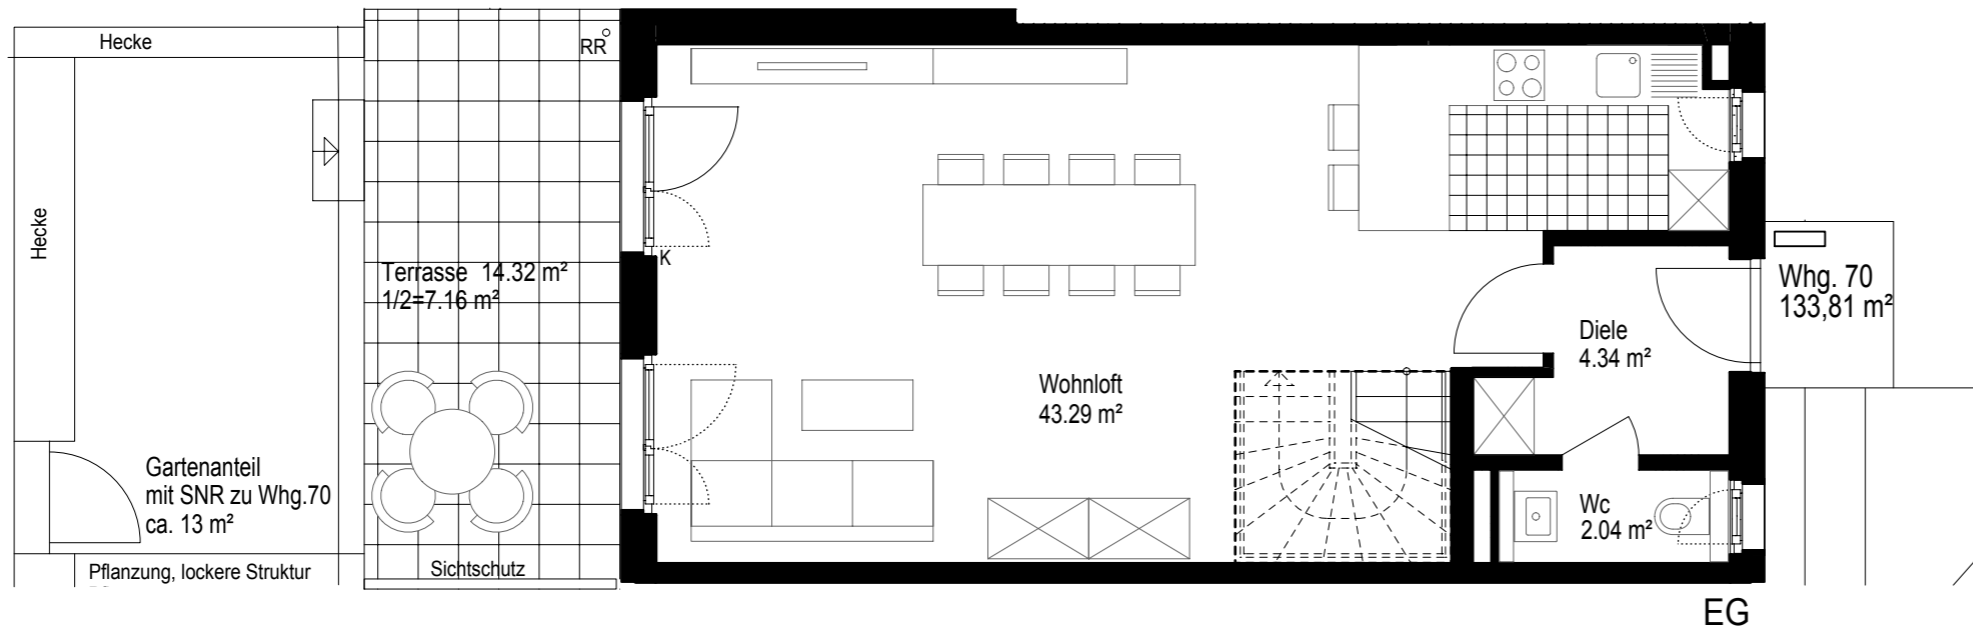 Hecke
RR
Hecke
K
Terrasse 14.32 m²
1/2=7.16 m²
Whg. 70
133,81 m²
Diele
4.34 m²
Wohnloft
43.29 m²
Gartenanteil
mit SNR zu Whg.70
ca. 13 m²
Wc
2.04 m²
Pflanzung, lockere Struktur
Sichtschutz
EG